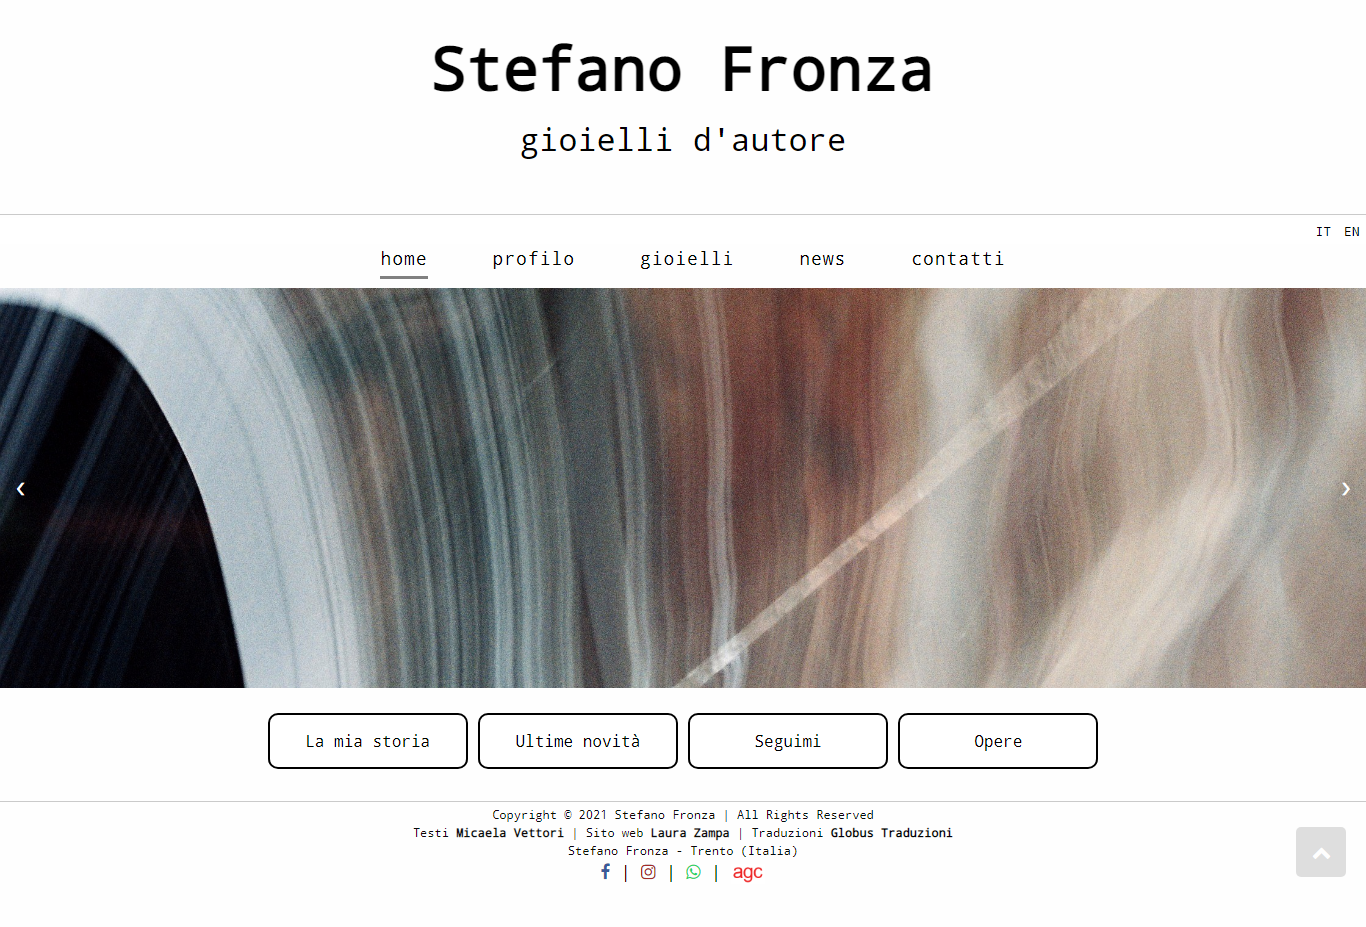 Stefano Fronza
gioielli d'autore
IT EN
home profilo gioielli news contatti
‹ ›
La mia storia Ultime novità Seguimi Opere
Copyright © 2021 Stefano Fronza | All Rights Reserved
Testi Micaela Vettori | Sito web Laura Zampa | Traduzioni Globus Traduzioni
Stefano Fronza - Trento (Italia)
| | | agc